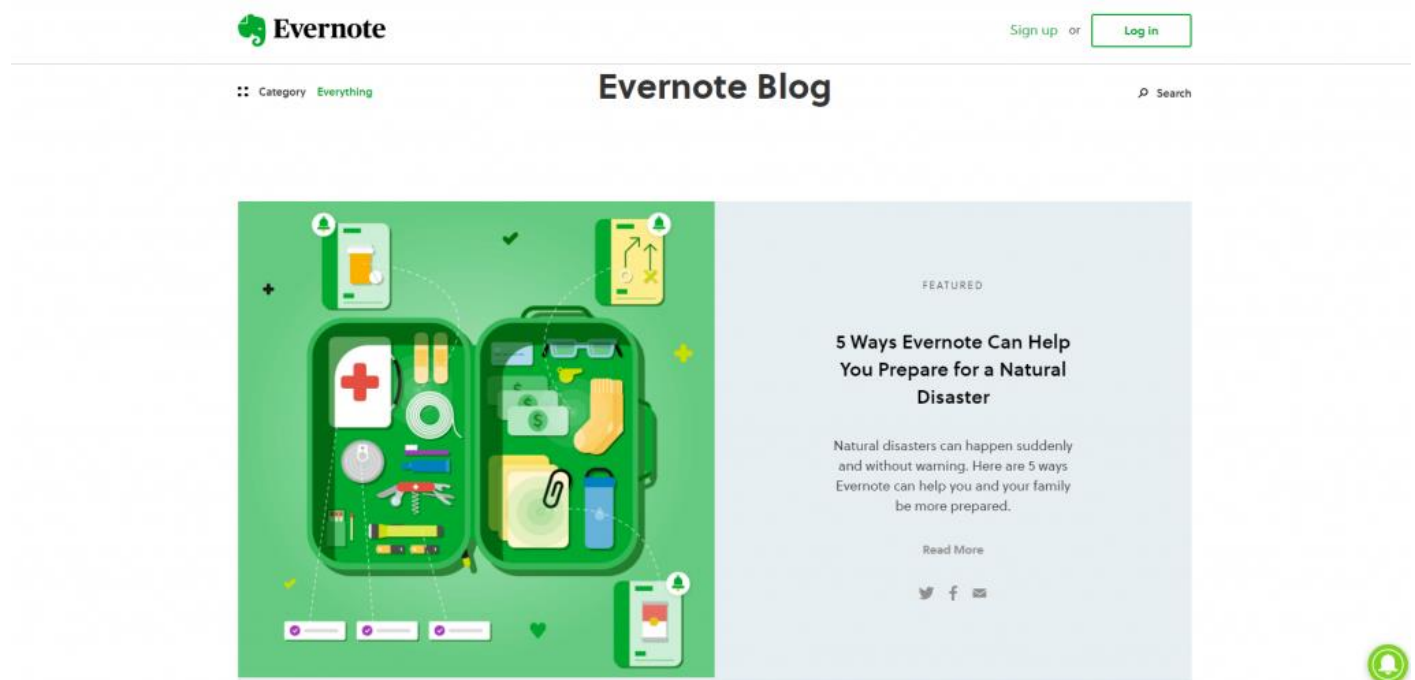 Evernote
Sign up or Log in
Category Everything
Evernote Blog
Search
FEATURED
5 Ways Evernote Can Help
You Prepare for a Natural
Disaster
Natural disasters can happen suddenly
and without warning. Here are 5 ways
Evernote can help you and your family
be more prepared.
Read More
$
$
$